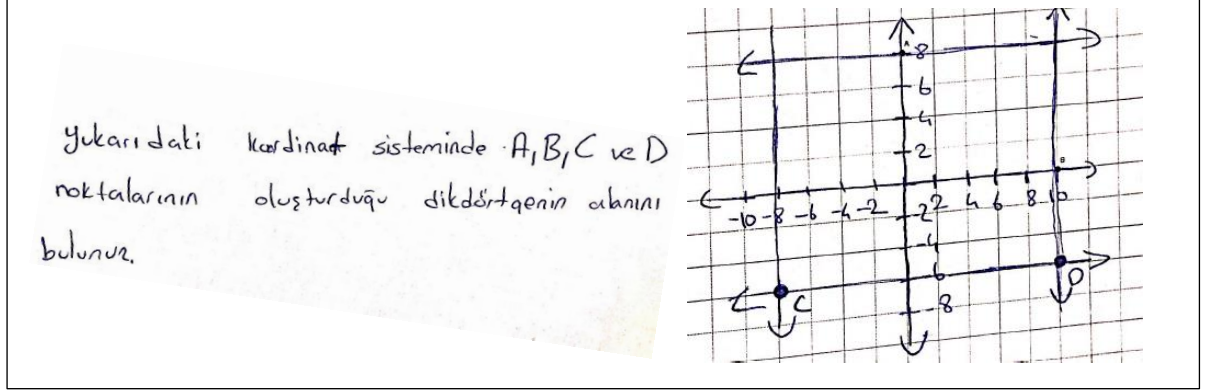 Yukarıdaki kordinat sisteminde A, B, C ve D
noktalarının oluşturduğu dikdörtgenin alanını
bulunuz.
8
6
4
2
-10 -8 -6 -4 -2 2 4 6 8 10
-2
-4
6
-8
C
D